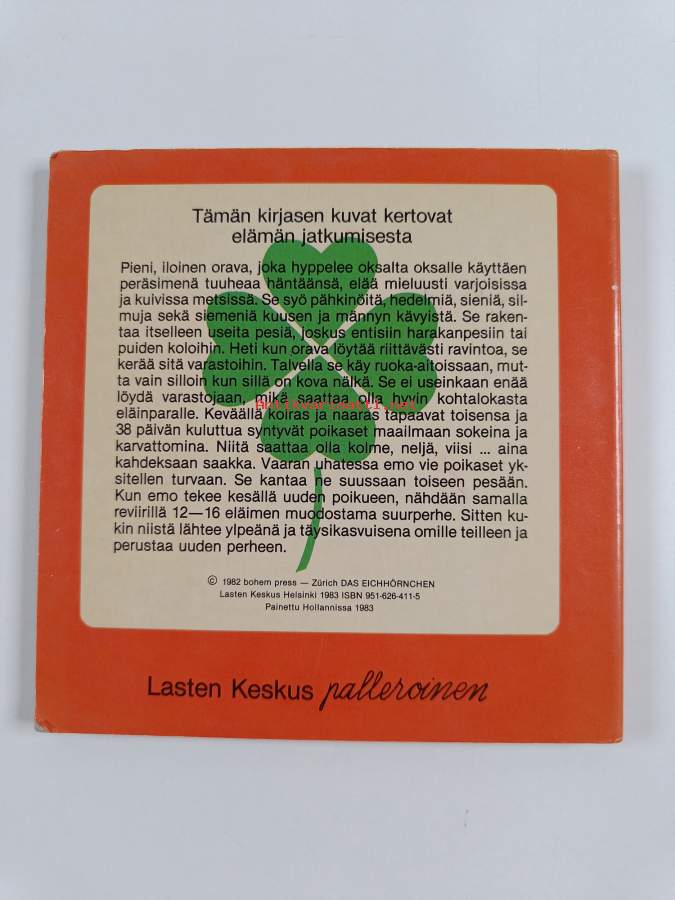 Tämän kirjasen kuvat kertovat
elämän jatkumisesta
Pieni, iloinen orava, joka hyppelee oksalta oksalle käyttäen
peräsimenä tuuheaa häntäänsä, elää mieluusti varjoisissa
ja kuivissa metsissä. Se syö pähkinöitä, hedelmiä, sieniä, sil-
muja sekä siemeniä kuusen ja männyn kävyistä. Se raken-
taa itselleen useita pesiä, joskus entisiin harakanpesiin tai
puiden koloihin. Heti kun orava löytää riittävästi ravintoa, se
kerää sitä varastoihin. Talvella se käy ruoka-aitoissaan, mut-
ta vain silloin kun sillä on kova nälkä. Se ei useinkaan enää
löydä varastojaan, mikä saattaa olla hyvin kohtalokasta
Antikvariaatti.net
eläinparalle. Keväällä koiras ja naaras tapaavat toisensa ja
38 päivän kuluttua syntyvät poikaset maailmaan sokeina ja
karvattomina. Niitä saattaa olla kolme, neljä, viisi ... aina
kahdeksaan saakka. Vaaran uhatessa emo vie poikaset yk-
sitellen turvaan. Se kantaa ne suussaan toiseen pesään.
Kun emo tekee kesällä uuden poikueen, nähdään samalla
reviirillä 12—16 eläimen muodostama suurperhe. Sitten ku-
kin niistä lähtee ylpeänä ja täysikasvuisena omille teilleen ja
perustaa uuden perheen.
© 1982 bohem press — Zürich DAS EICHHÖRNCHEN
Lasten Keskus Helsinki 1983 ISBN 951-626-411-5
Painettu Hollannissa 1983
Lasten Keskus palleroinen